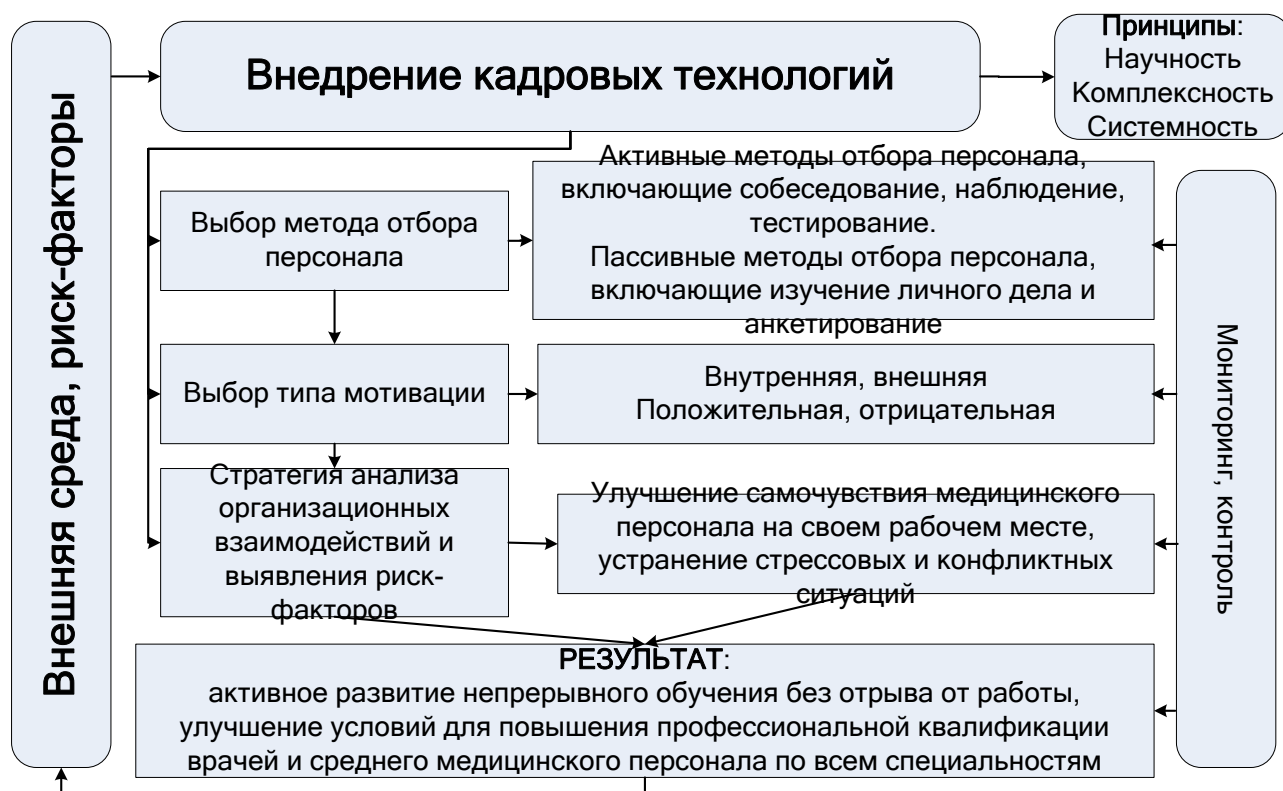 Внешняя среда, риск-факторы
Внедрение кадровых технологий
Принципы:
Научность
Комплексность
Системность
Выбор метода отбора
персонала
Активные методы отбора персонала,
включающие собеседование, наблюдение,
тестирование.
Пассивные методы отбора персонала,
включающие изучение личного дела и
анкетирование
Выбор типа мотивации
Внутренняя, внешняя
Положительная, отрицательная
Стратегия анализа
организационных
взаимодействий и
выявления риск-
факторов
Улучшение самочувствия медицинского
персонала на своем рабочем месте,
устранение стрессовых и конфликтных
ситуаций
Мониторинг, контроль
РЕЗУЛЬТАТ:
активное развитие непрерывного обучения без отрыва от работы,
улучшение условий для повышения профессиональной квалификации
врачей и среднего медицинского персонала по всем специальностям